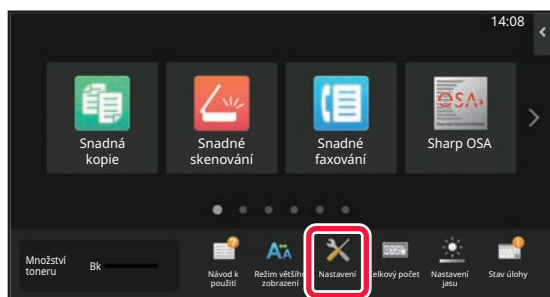 14:08
Snadná
kopie
Snadné
skenování
Snadné
faxování
OSA
Sharp OSA
Množství
toneru
Bk
Návod k
použití
Režim většího
zobrazení
Nastavení
Celkový počet
Nastavení
jasu
Stav úlohy